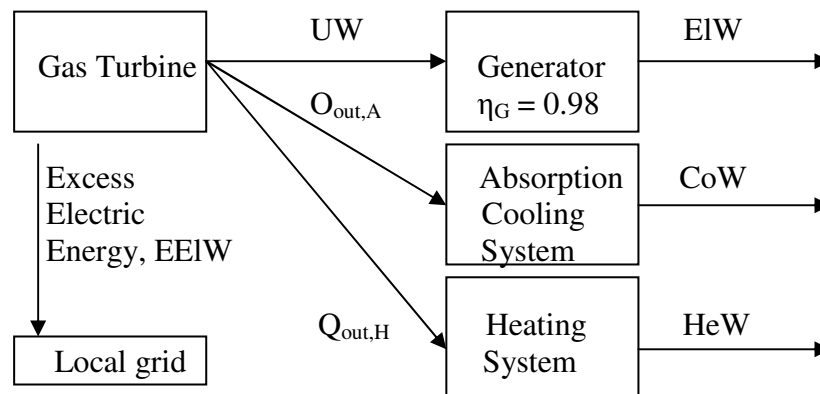 UW
ElW
Gas Turbine
Generator
ηG = 0.98
Oout,A
Excess
Electric
Energy, EElW
Absorption
Cooling
System
CoW
Qout,H
Heating
System
HeW
Local grid